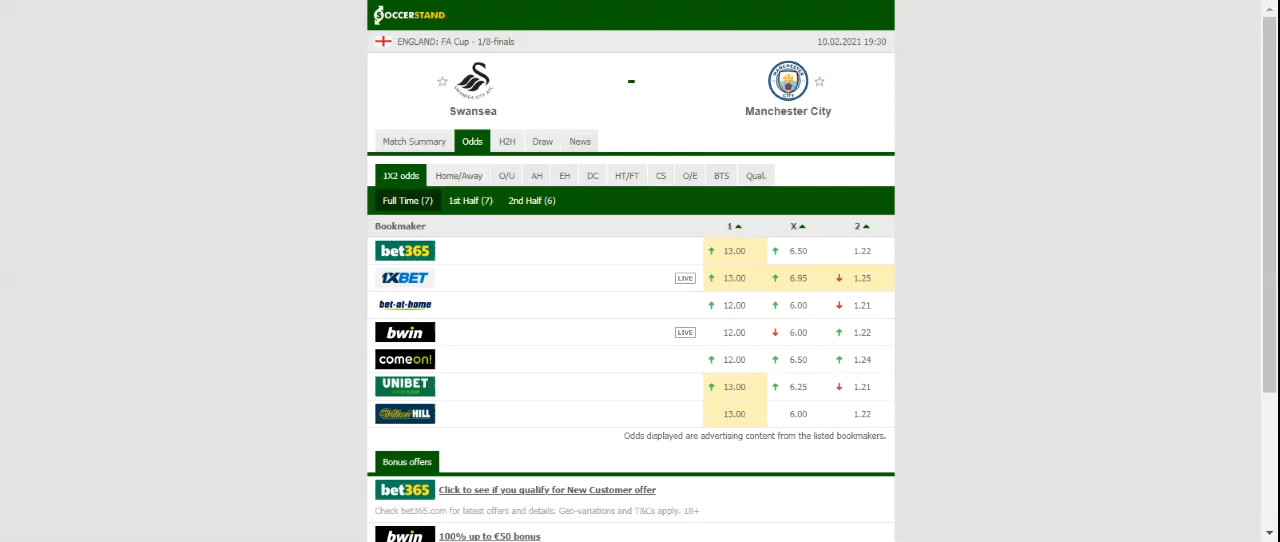 SOCCERSTAND
ENGLAND: FA Cup - 1/8-finals 10.02.2021 19:30
-
Swansea Manchester City
Match Summary Odds H2H Draw News
1X2 odds Home/Away O/U AH EH DC HT/FT CS O/E BTS Qual.
Full Time (7) 1st Half (7) 2nd Half (6)
Bookmaker 1 X 2
bet365 13.00 6.50 1.22
1XBET LIVE 13.00 6.95 1.25
bet-at-home 12.00 6.00 1.21
bwin LIVE 12.00 6.00 1.22
comeon! 12.00 6.50 1.24
UNIBET 13.00 6.25 1.21
William HILL 13.00 6.00 1.22
Odds displayed are advertising content from the listed bookmakers.
Bonus offers
bet365 Click to see if you qualify for New Customer offer
Check bet365.com for latest offers and details. Geo-variations and T&Cs apply. 18+
bwin 100% up to €50 bonus